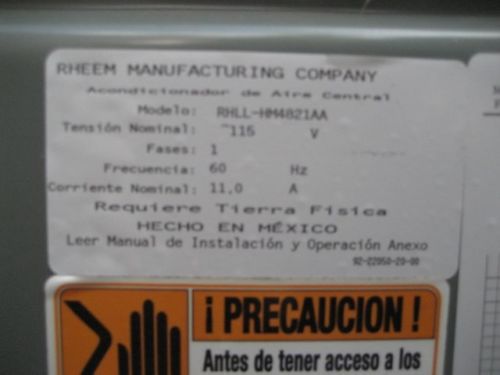 RHEEM MANUFACTURING COMPANY
Acondicionador de Aire Central
Modelo: RHLL-HM4821AA
Tensión Nominal: ~115 V
Fases: 1
Frecuencia: 60 Hz
Corriente Nominal: 11,0 A
Requiere Tierra Fisica
HECHO EN MÉXICO
Leer Manual de Instalación y Operación Anexo
92-22050-20-00
¡ PRECAUCION !
Antes de tener acceso a los